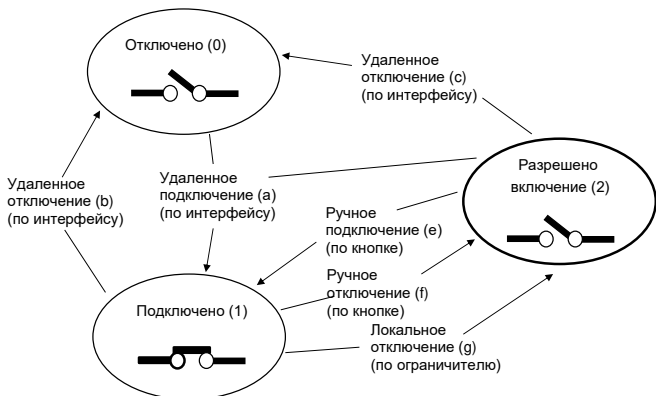 Отключено (0)
Удаленное
отключение (c)
(по интерфейсу)
Удаленное
отключение (b)
(по интерфейсу)
Удаленное
подключение (a)
(по интерфейсу)
Разрешено
включение (2)
Ручное
подключение (e)
(по кнопке)
Ручное
отключение (f)
(по кнопке)
Подключено (1)
Локальное
отключение (g)
(по ограничителю)